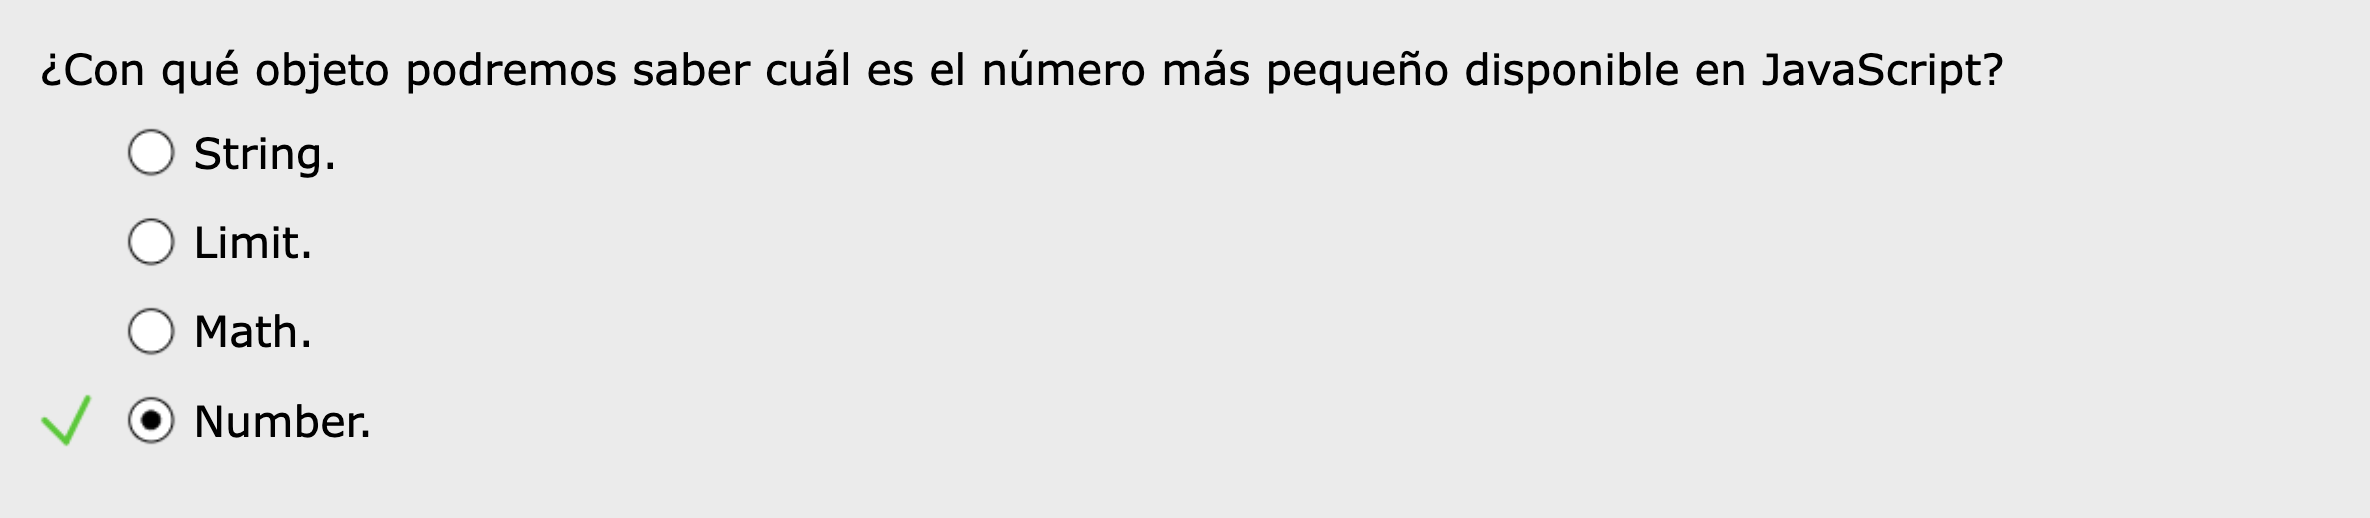 ¿Con qué objeto podremos saber cuál es el número más pequeño disponible en JavaScript?
String.
Limit.
Math.
Number.